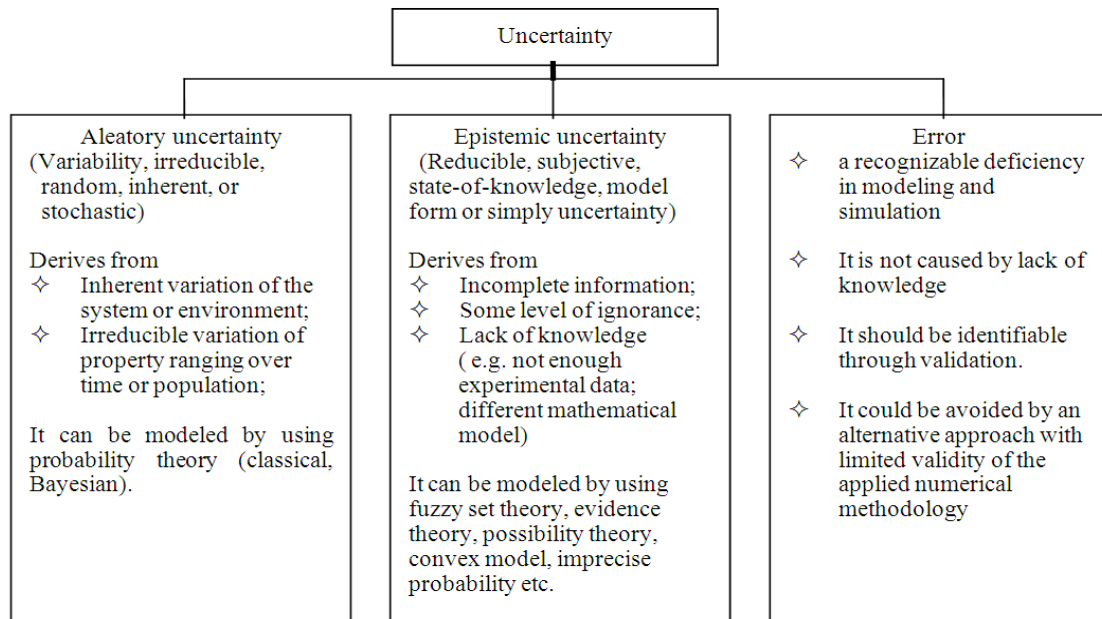 Uncertainty
Aleatory uncertainty
(Variability, irreducible,
random, inherent, or
stochastic)
Derives from
✧ Inherent variation of the
system or environment;
✧ Irreducible variation of
property ranging over
time or population;
It can be modeled by using
probability theory (classical,
Bayesian).
Epistemic uncertainty
(Reducible, subjective,
state-of-knowledge, model
form or simply uncertainty)
Derives from
✧ Incomplete information;
✧ Some level of ignorance;
✧ Lack of knowledge
( e.g. not enough
experimental data;
different mathematical
model)
It can be modeled by using
fuzzy set theory, evidence
theory, possibility theory,
convex model, imprecise
probability etc.
Error
✧ a recognizable deficiency
in modeling and
simulation
✧ It is not caused by lack of
knowledge
✧ It should be identifiable
through validation.
✧ It could be avoided by an
alternative approach with
limited validity of the
applied numerical
methodology